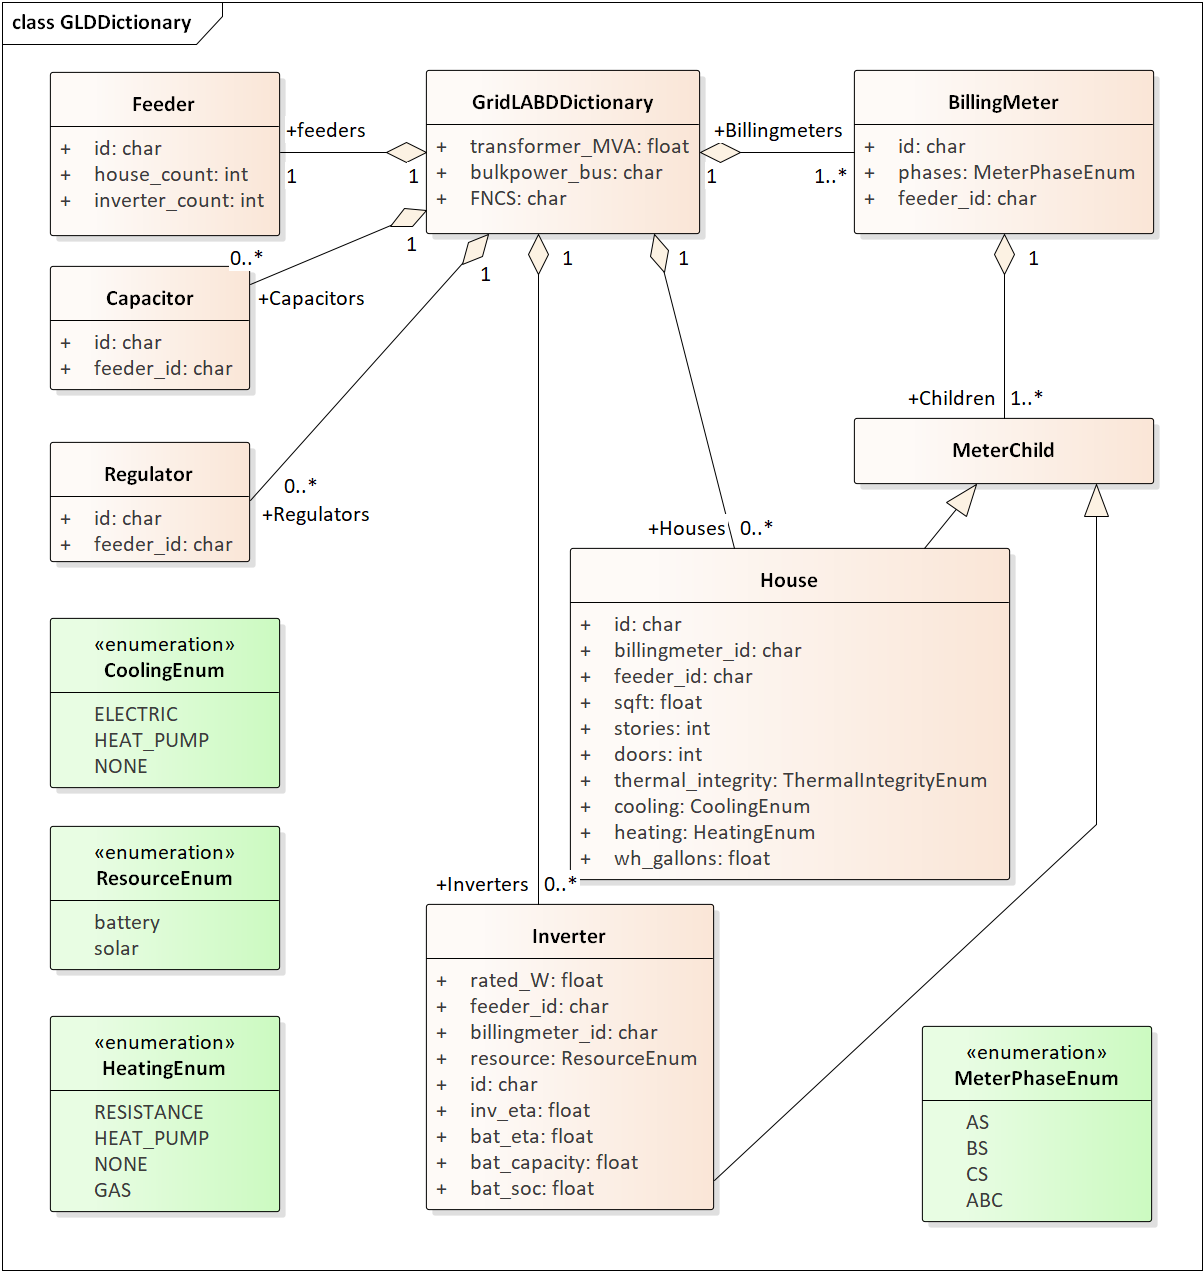 class GLDDictionary
Feeder
+ id: char
+ house_count: int
+ inverter_count: int
+feeders
1
1
GridLABDDictionary
+ transformer_MVA: float
+ bulkpower_bus: char
+ FNCS: char
+Billingmeters
1
1..*
BillingMeter
+ id: char
+ phases: MeterPhaseEnum
+ feeder_id: char
1
0..*
+Capacitors
1
1
1
1
Capacitor
+ id: char
+ feeder_id: char
+Children
1..*
MeterChild
Regulator
+ id: char
+ feeder_id: char
0..*
+Regulators
+Houses
0..*
House
+ id: char
+ billingmeter_id: char
+ feeder_id: char
+ sqft: float
+ stories: int
+ doors: int
+ thermal_integrity: ThermalIntegrityEnum
+ cooling: CoolingEnum
+ heating: HeatingEnum
+ wh_gallons: float
«enumeration»
CoolingEnum
ELECTRIC
HEAT_PUMP
NONE
«enumeration»
ResourceEnum
battery
solar
+Inverters
0..*
Inverter
+ rated_W: float
+ feeder_id: char
+ billingmeter_id: char
+ resource: ResourceEnum
+ id: char
+ inv_eta: float
+ bat_eta: float
+ bat_capacity: float
+ bat_soc: float
«enumeration»
HeatingEnum
RESISTANCE
HEAT_PUMP
NONE
GAS
«enumeration»
MeterPhaseEnum
AS
BS
CS
ABC